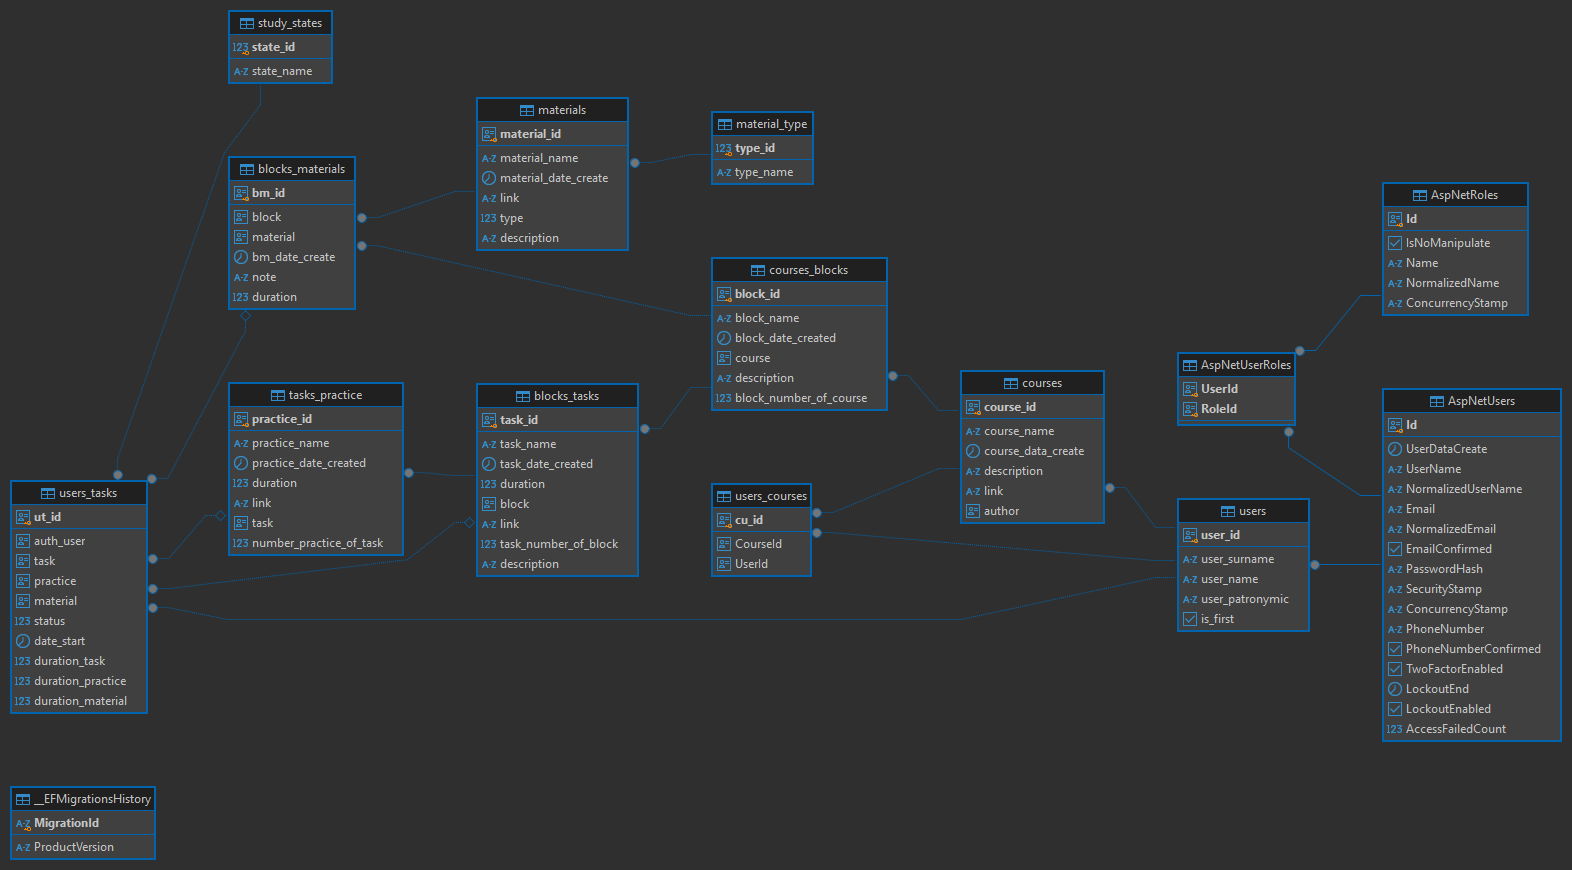 study_states
123 state_id
A-Z state_name
blocks_materials
bm_id
block
material
bm_date_create
A-Z note
123 duration
materials
material_id
A-Z material_name
material_date_create
A-Z link
123 type
A-Z description
material_type
123 type_id
A-Z type_name
courses_blocks
block_id
A-Z block_name
block_date_created
course
A-Z description
123 block_number_of_course
tasks_practice
practice_id
A-Z practice_name
practice_date_created
123 duration
A-Z link
task
123 number_practice_of_task
blocks_tasks
task_id
A-Z task_name
task_date_created
123 duration
block
A-Z link
123 task_number_of_block
A-Z description
users_tasks
ut_id
auth_user
task
practice
material
123 status
date_start
123 duration_task
123 duration_practice
123 duration_material
users_courses
cu_id
CourseId
UserId
courses
course_id
A-Z course_name
course_data_create
A-Z description
A-Z link
author
users
user_id
A-Z user_surname
A-Z user_name
A-Z user_patronymic
is_first
AspNetUserRoles
UserId
RoleId
AspNetRoles
Id
IsNoManipulate
A-Z Name
A-Z NormalizedName
A-Z ConcurrencyStamp
AspNetUsers
Id
UserDataCreate
A-Z UserName
A-Z NormalizedUserName
A-Z Email
A-Z NormalizedEmail
EmailConfirmed
A-Z PasswordHash
A-Z SecurityStamp
A-Z ConcurrencyStamp
A-Z PhoneNumber
PhoneNumberConfirmed
TwoFactorEnabled
LockoutEnd
LockoutEnabled
123 AccessFailedCount
__EFMigrationsHistory
A-Z MigrationId
A-Z ProductVersion